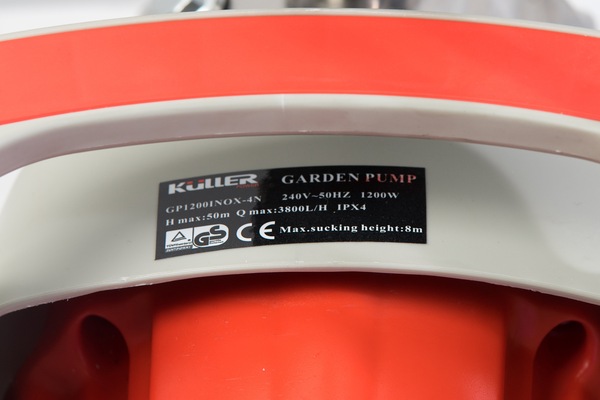 KÜLLER GARDEN PUMP
GP1200INOX-4N 240V~50HZ 1200W
H max:50m Q max:3800L/H IPX4
GS CE Max.sucking height:8m